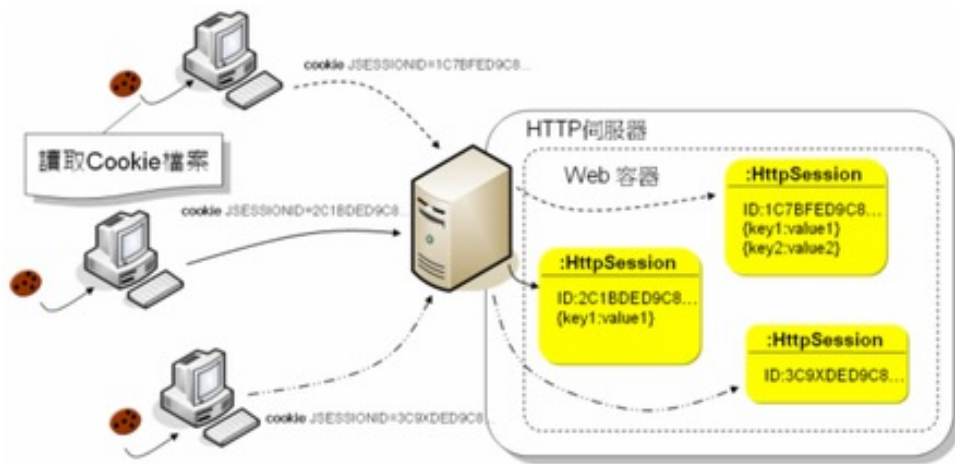 cookie JSESSIONID=1C7BFED9C8...
讀取Cookie檔案
HTTP伺服器
Web 容器
:HttpSession
ID:1C7BFED9C8...
{key1:value1}
{key2:value2}
cookie JSESSIONID=2C1BDED9C8...
:HttpSession
ID:2C1BDED9C8...
{key1:value1}
:HttpSession
ID:3C9XDED9C8...
cookie JSESSIONID=3C9XDED9C8...